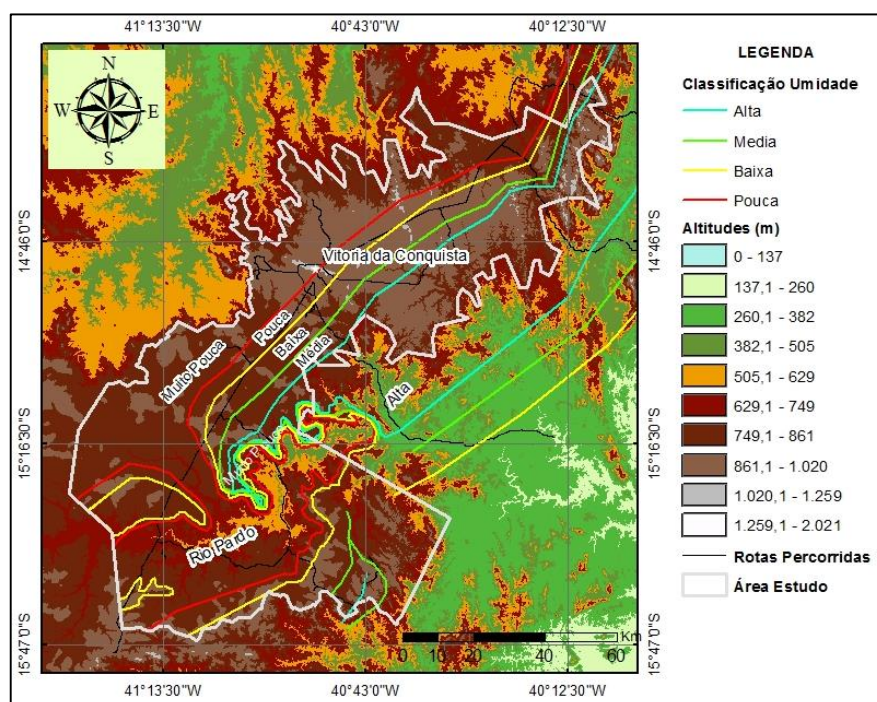 41°13'30"W
40°43'0"W
40°12'30"W
N
W
E
S
14°46'0"S
14°46'0"S
Vitoria da Conquista
Pouca
Muito Pouca
Baixa
Média
Alta
15°16'30"S
15°16'30"S
Rio Pardo
15°47'0"S
15°47'0"S
Km
0 10 20 40 60
41°13'30"W
40°43'0"W
40°12'30"W
LEGENDA
Classificação Umidade
Alta
Media
Baixa
Pouca
Altitudes (m)
0 - 137
137,1 - 260
260,1 - 382
382,1 - 505
505,1 - 629
629,1 - 749
749,1 - 861
861,1 - 1.020
1.020,1 - 1.259
1.259,1 - 2.021
Rotas Percorridas
Área Estudo